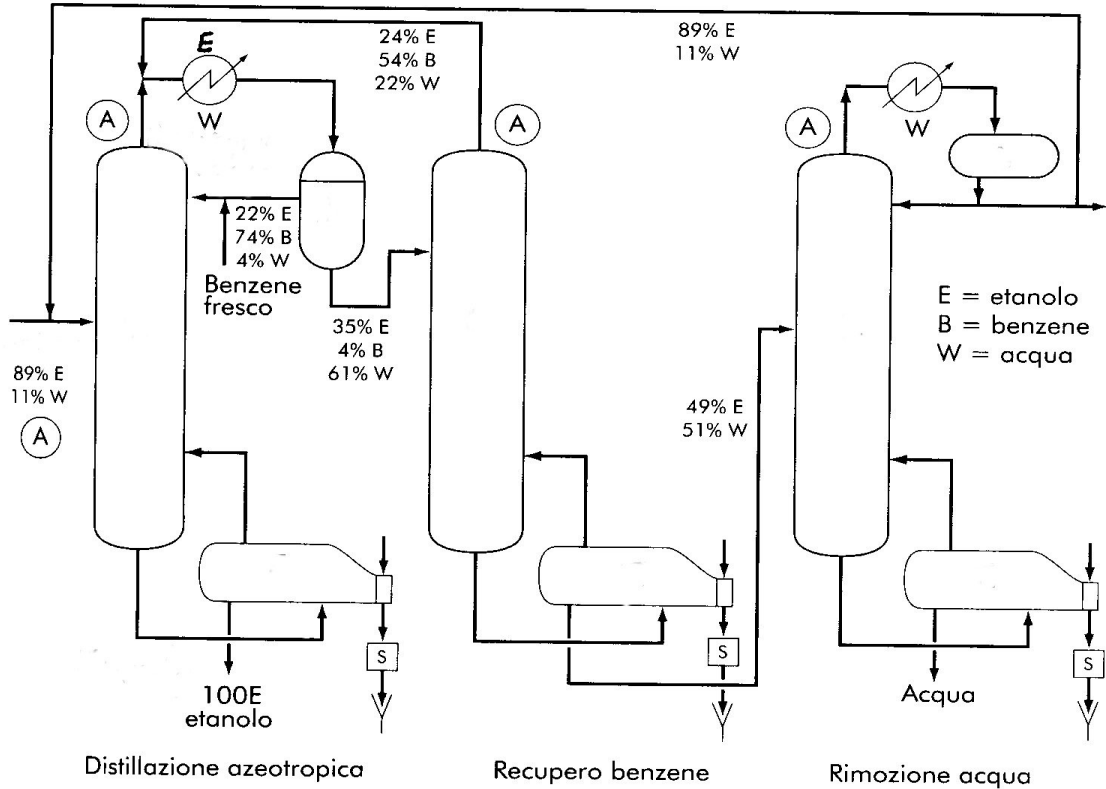 24% E
54% B
22% W
89% E
11% W
E
W
A
A
A
W
22% E
74% B
4% W
Benzene
fresco
35% E
4% B
61% W
E = etanolo
B = benzene
W = acqua
89% E
11% W
A
49% E
51% W
S
S
S
100E
etanolo
Acqua
Distillazione azeotropica
Recupero benzene
Rimozione acqua